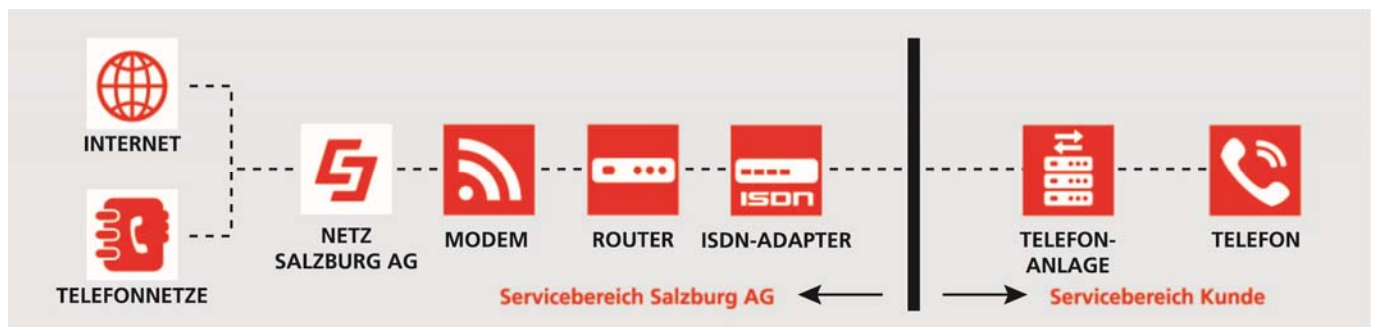 INTERNET
TELEFONNETZE
NETZ
SALZBURG AG
MODEM
ROUTER
ISDN
ISDN-ADAPTER
TELEFON-
ANLAGE
TELEFON
Servicebereich Salzburg AG
Servicebereich Kunde